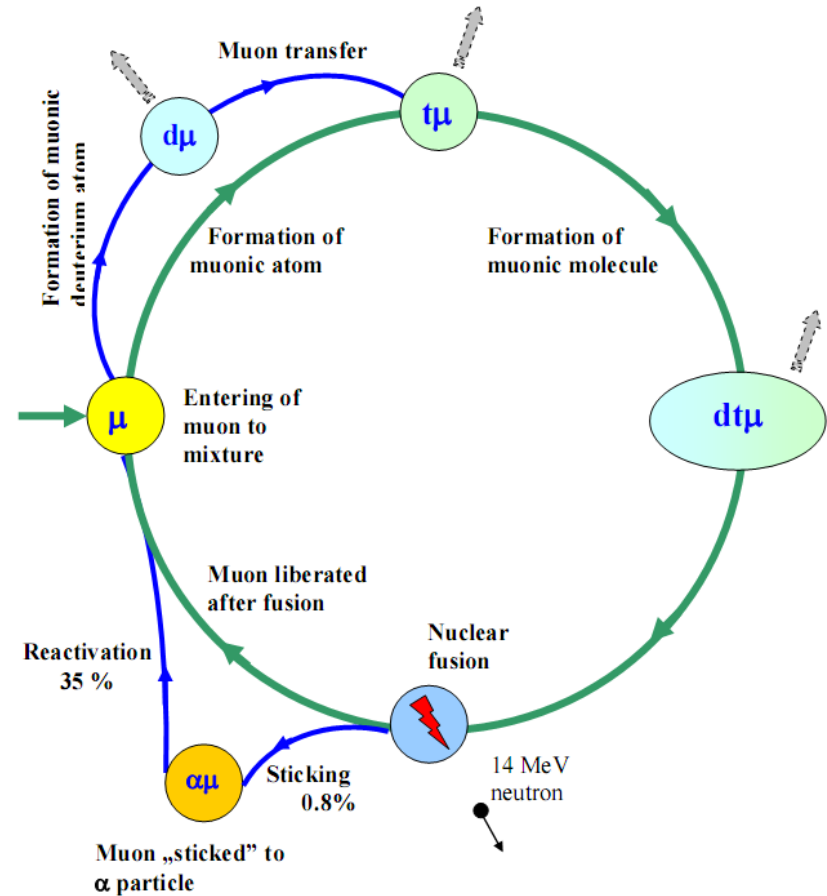 Muon transfer
dμ
tμ
Formation of muonic
deuterium atom
Formation of
muonic atom
Formation of
muonic molecule
μ
Entering of
muon to
mixture
dtμ
Muon liberated
after fusion
Nuclear
fusion
Reactivation
35 %
αμ
Sticking
0.8%
14 MeV
neutron
Muon „sticked” to
α particle